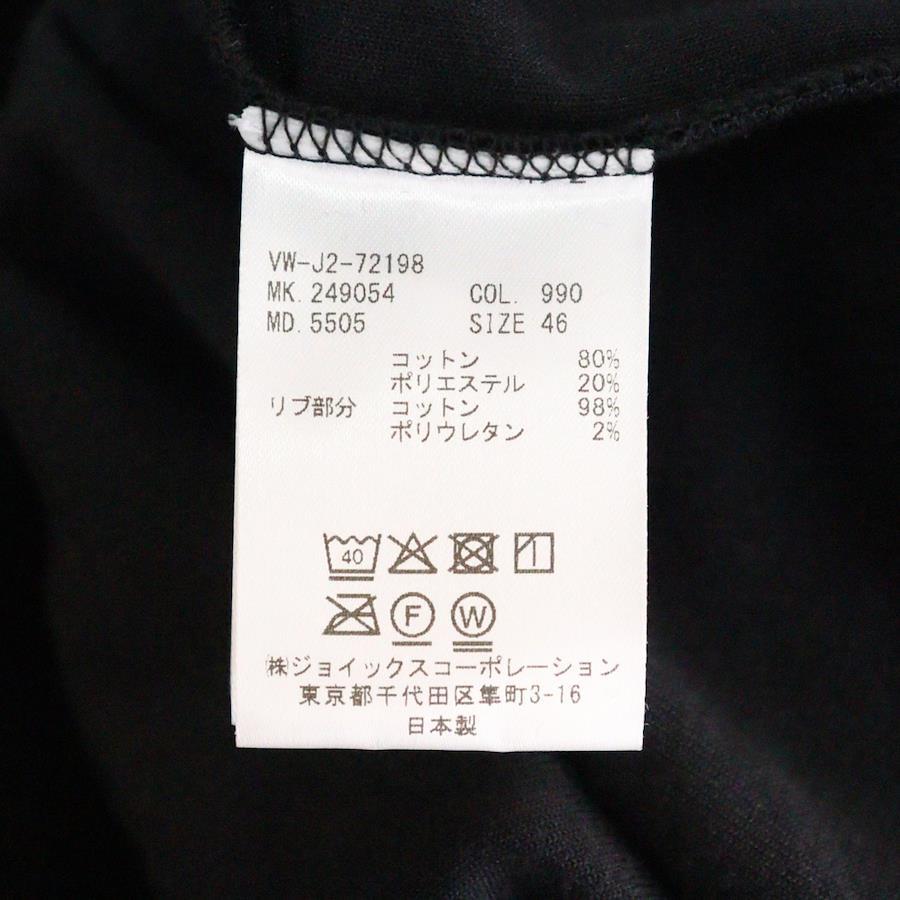 VW-J2-72198
MK. 249054 COL. 990
MD. 5505 SIZE 46
コットン 80%
ポリエステル 20%
リブ部分 コットン 98%
ポリウレタン 2%
40
F W
㈱ジョイックスコーポレーション
東京都千代田区隼町3-16
日本製